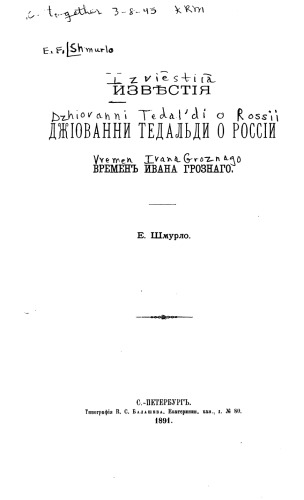 c. together 3-8-43 KRM
E. F. Shmurlo
Izviestiia
ИЗВѢСТІЯ
Dzhiovanni Tedal'di o Rossii
ДЖІОВАННИ ТЕДАЛЬДИ О РОССІИ
Vremen Ivana Groznago
ВРЕМЕНЪ ИВАНА ГРОЗНАГО.
Е. Шмурло.
С.-ПЕТЕРБУРГЪ.
Типографія В. С. Балашева, Екатеринин. кан., д. № 80.
1891.